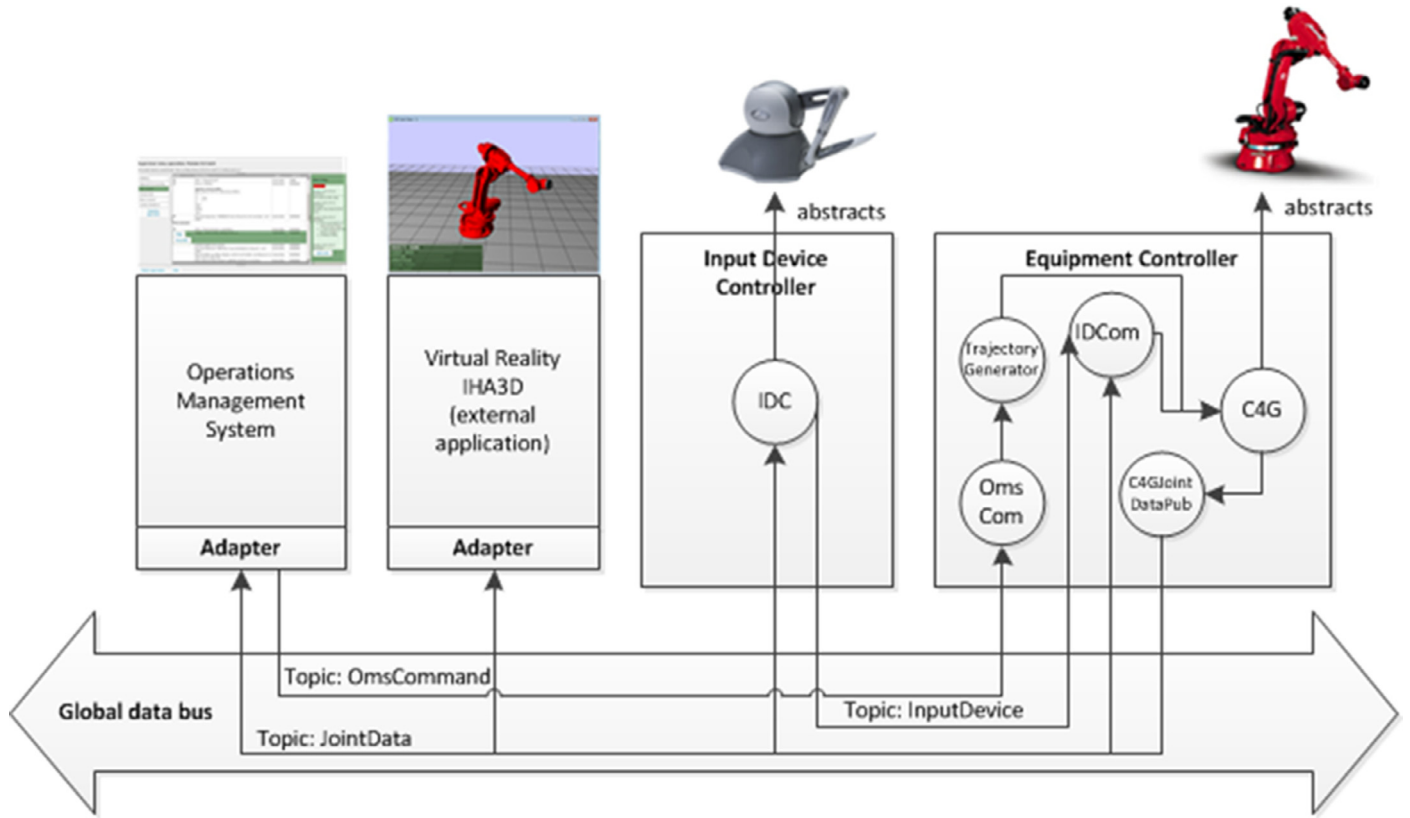 abstracts
abstracts
Operations
Management
System
Adapter
Virtual Reality
IHA3D
(external
application)
Adapter
Input Device
Controller
IDC
Equipment Controller
Trajectory
Generator
IDCom
C4G
Oms
Com
C4GJoint
DataPub
Topic: OmsCommand
Global data bus
Topic: InputDevice
Topic: JointData